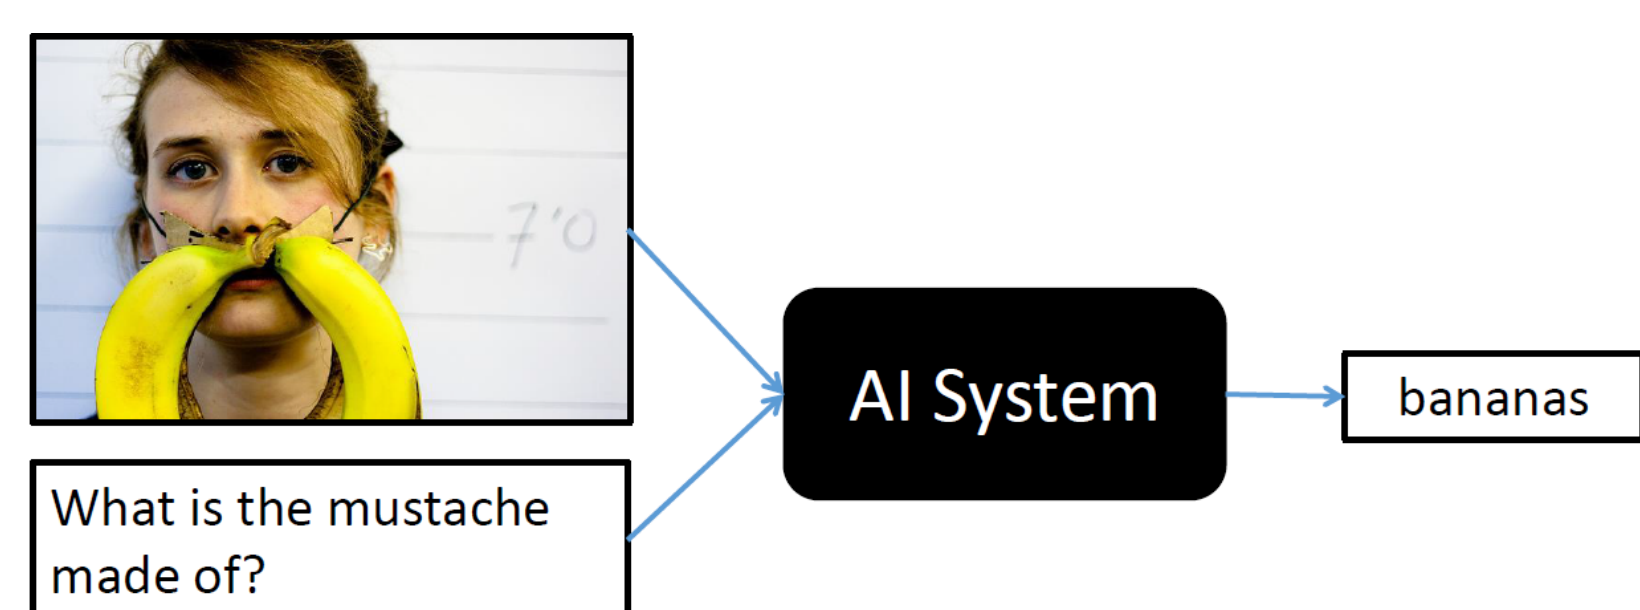 7'0
What is the mustache
made of?
AI System
bananas